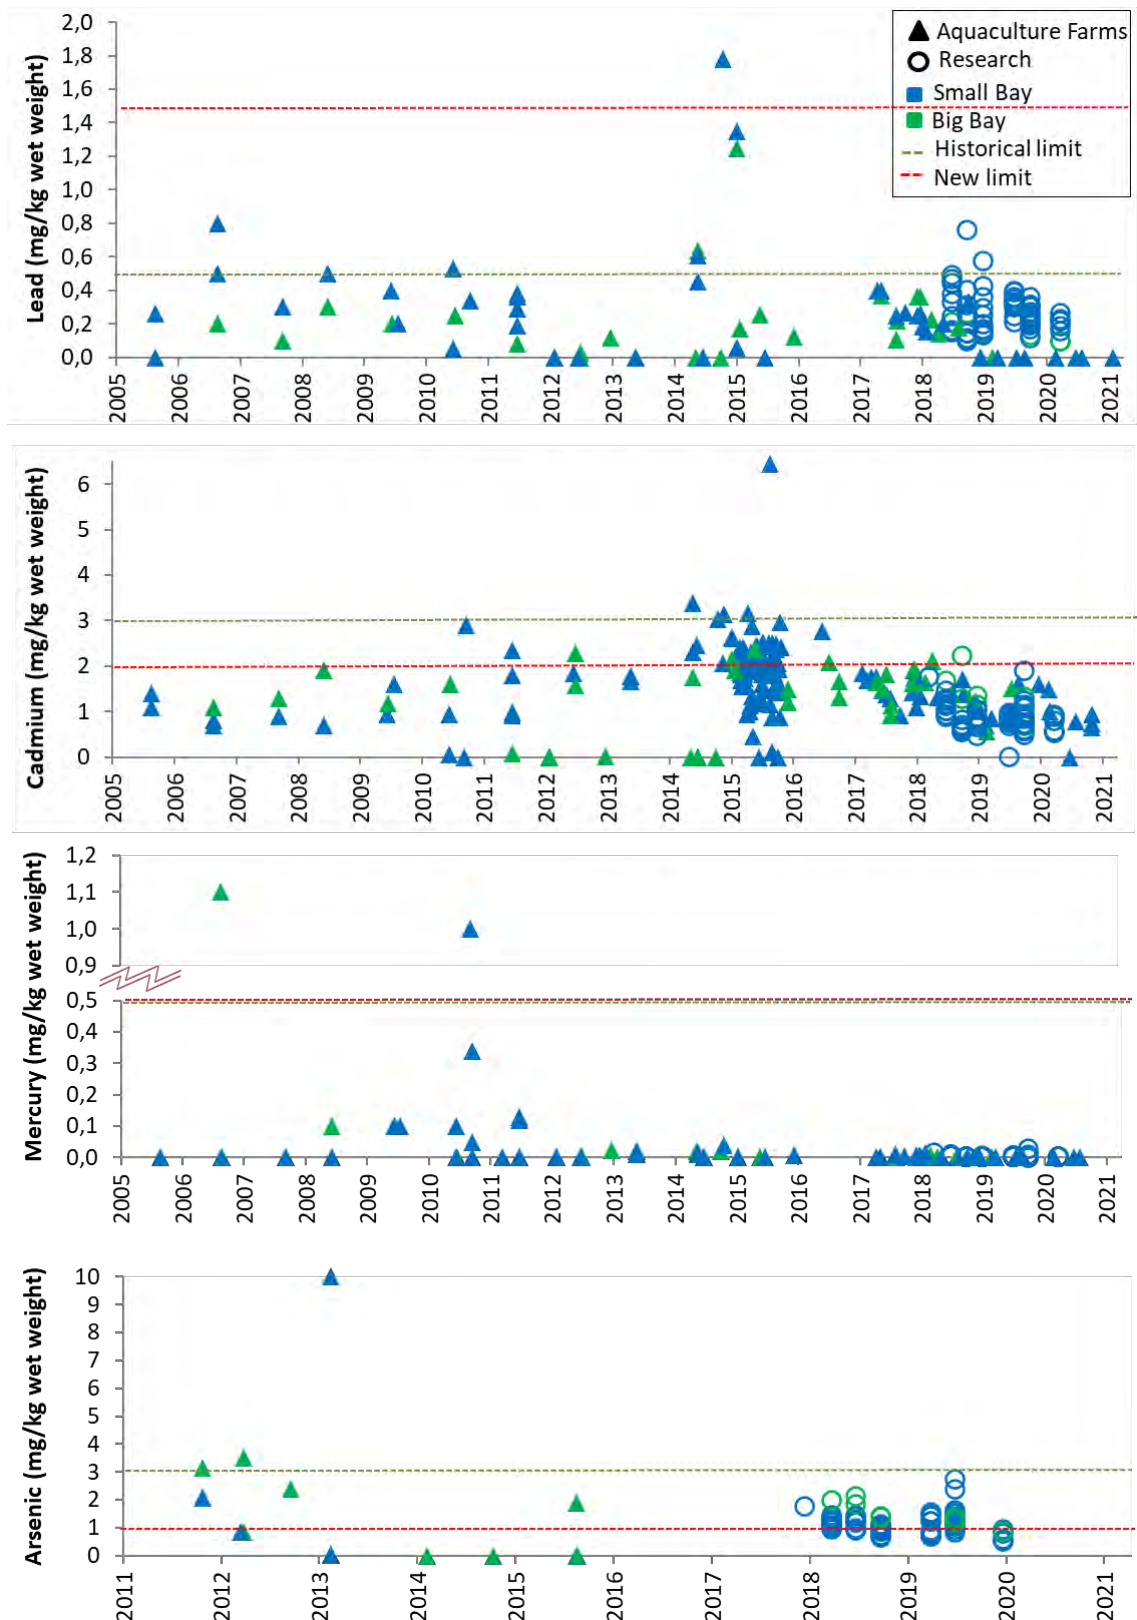 Lead (mg/kg wet weight)
2,0
1,8
1,6
1,4
1,2
1,0
0,8
0,6
0,4
0,2
0,0
2005 2006 2007 2008 2009 2010 2011 2012 2013 2014 2015 2016 2017 2018 2019 2020 2021
Aquaculture Farms
Research
Small Bay
Big Bay
Historical limit
New limit
Cadmium (mg/kg wet weight)
6
5
4
3
2
1
0
2005 2006 2007 2008 2009 2010 2011 2012 2013 2014 2015 2016 2017 2018 2019 2020 2021
Mercury (mg/kg wet weight)
1,2
1,1
1,0
0,9
0,5
0,4
0,3
0,2
0,1
0,0
2005 2006 2007 2008 2009 2010 2011 2012 2013 2014 2015 2016 2017 2018 2019 2020 2021
Arsenic (mg/kg wet weight)
10
9
8
7
6
5
4
3
2
1
0
2011 2012 2013 2014 2015 2016 2017 2018 2019 2020 2021